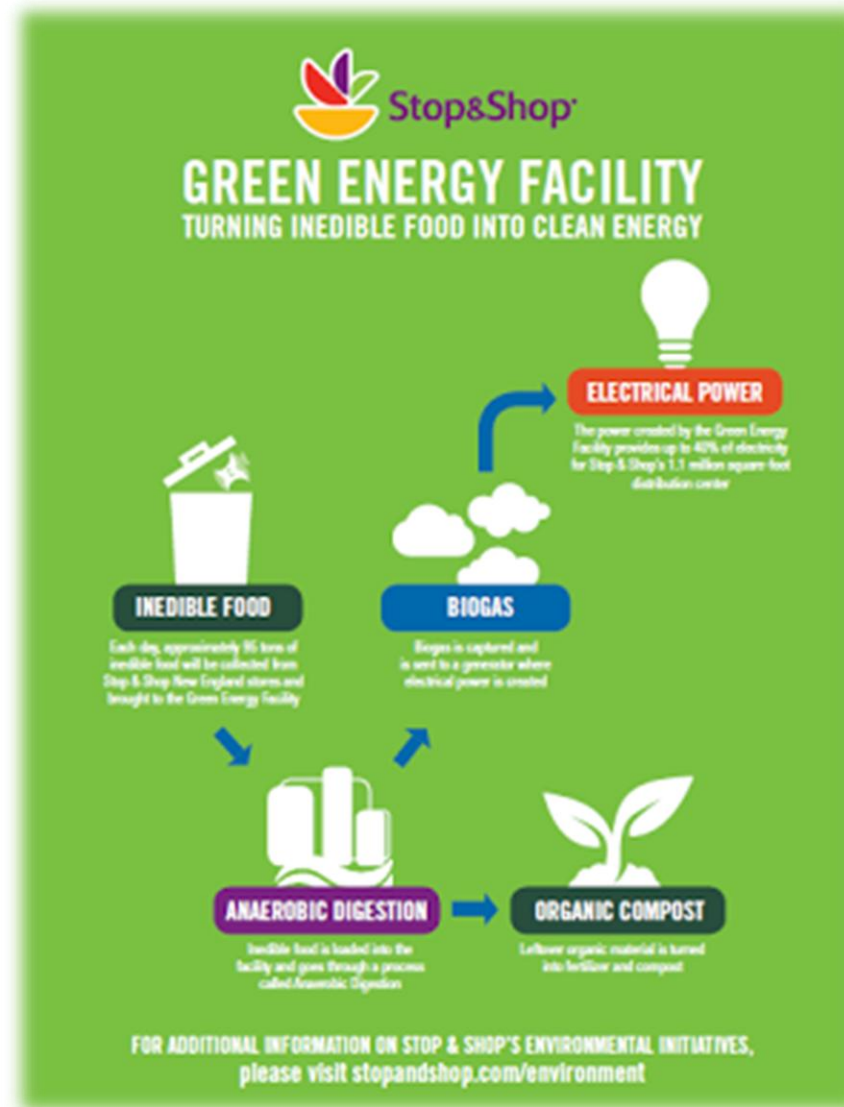 Stop&Shop
GREEN ENERGY FACILITY
TURNING INEDIBLE FOOD INTO CLEAN ENERGY
ELECTRICAL POWER
The power created by the Green Energy
Facility provides up to 40% of electricity
for Stop & Shop's 1.1 million square foot
distribution center
INEDIBLE FOOD
Each day, approximately 95 tons of
inedible food will be collected from
Stop & Shop New England stores and
brought to the Green Energy Facility
BIOGAS
Biogas is captured and
is sent to a generator where
electrical power is created
ANAEROBIC DIGESTION
Inedible food is loaded into the
facility and goes through a process
called Anaerobic Digestion
ORGANIC COMPOST
Leftover organic material is turned
into fertilizer and compost
FOR ADDITIONAL INFORMATION ON STOP & SHOP'S ENVIRONMENTAL INITIATIVES,
please visit stopandshop.com/environment